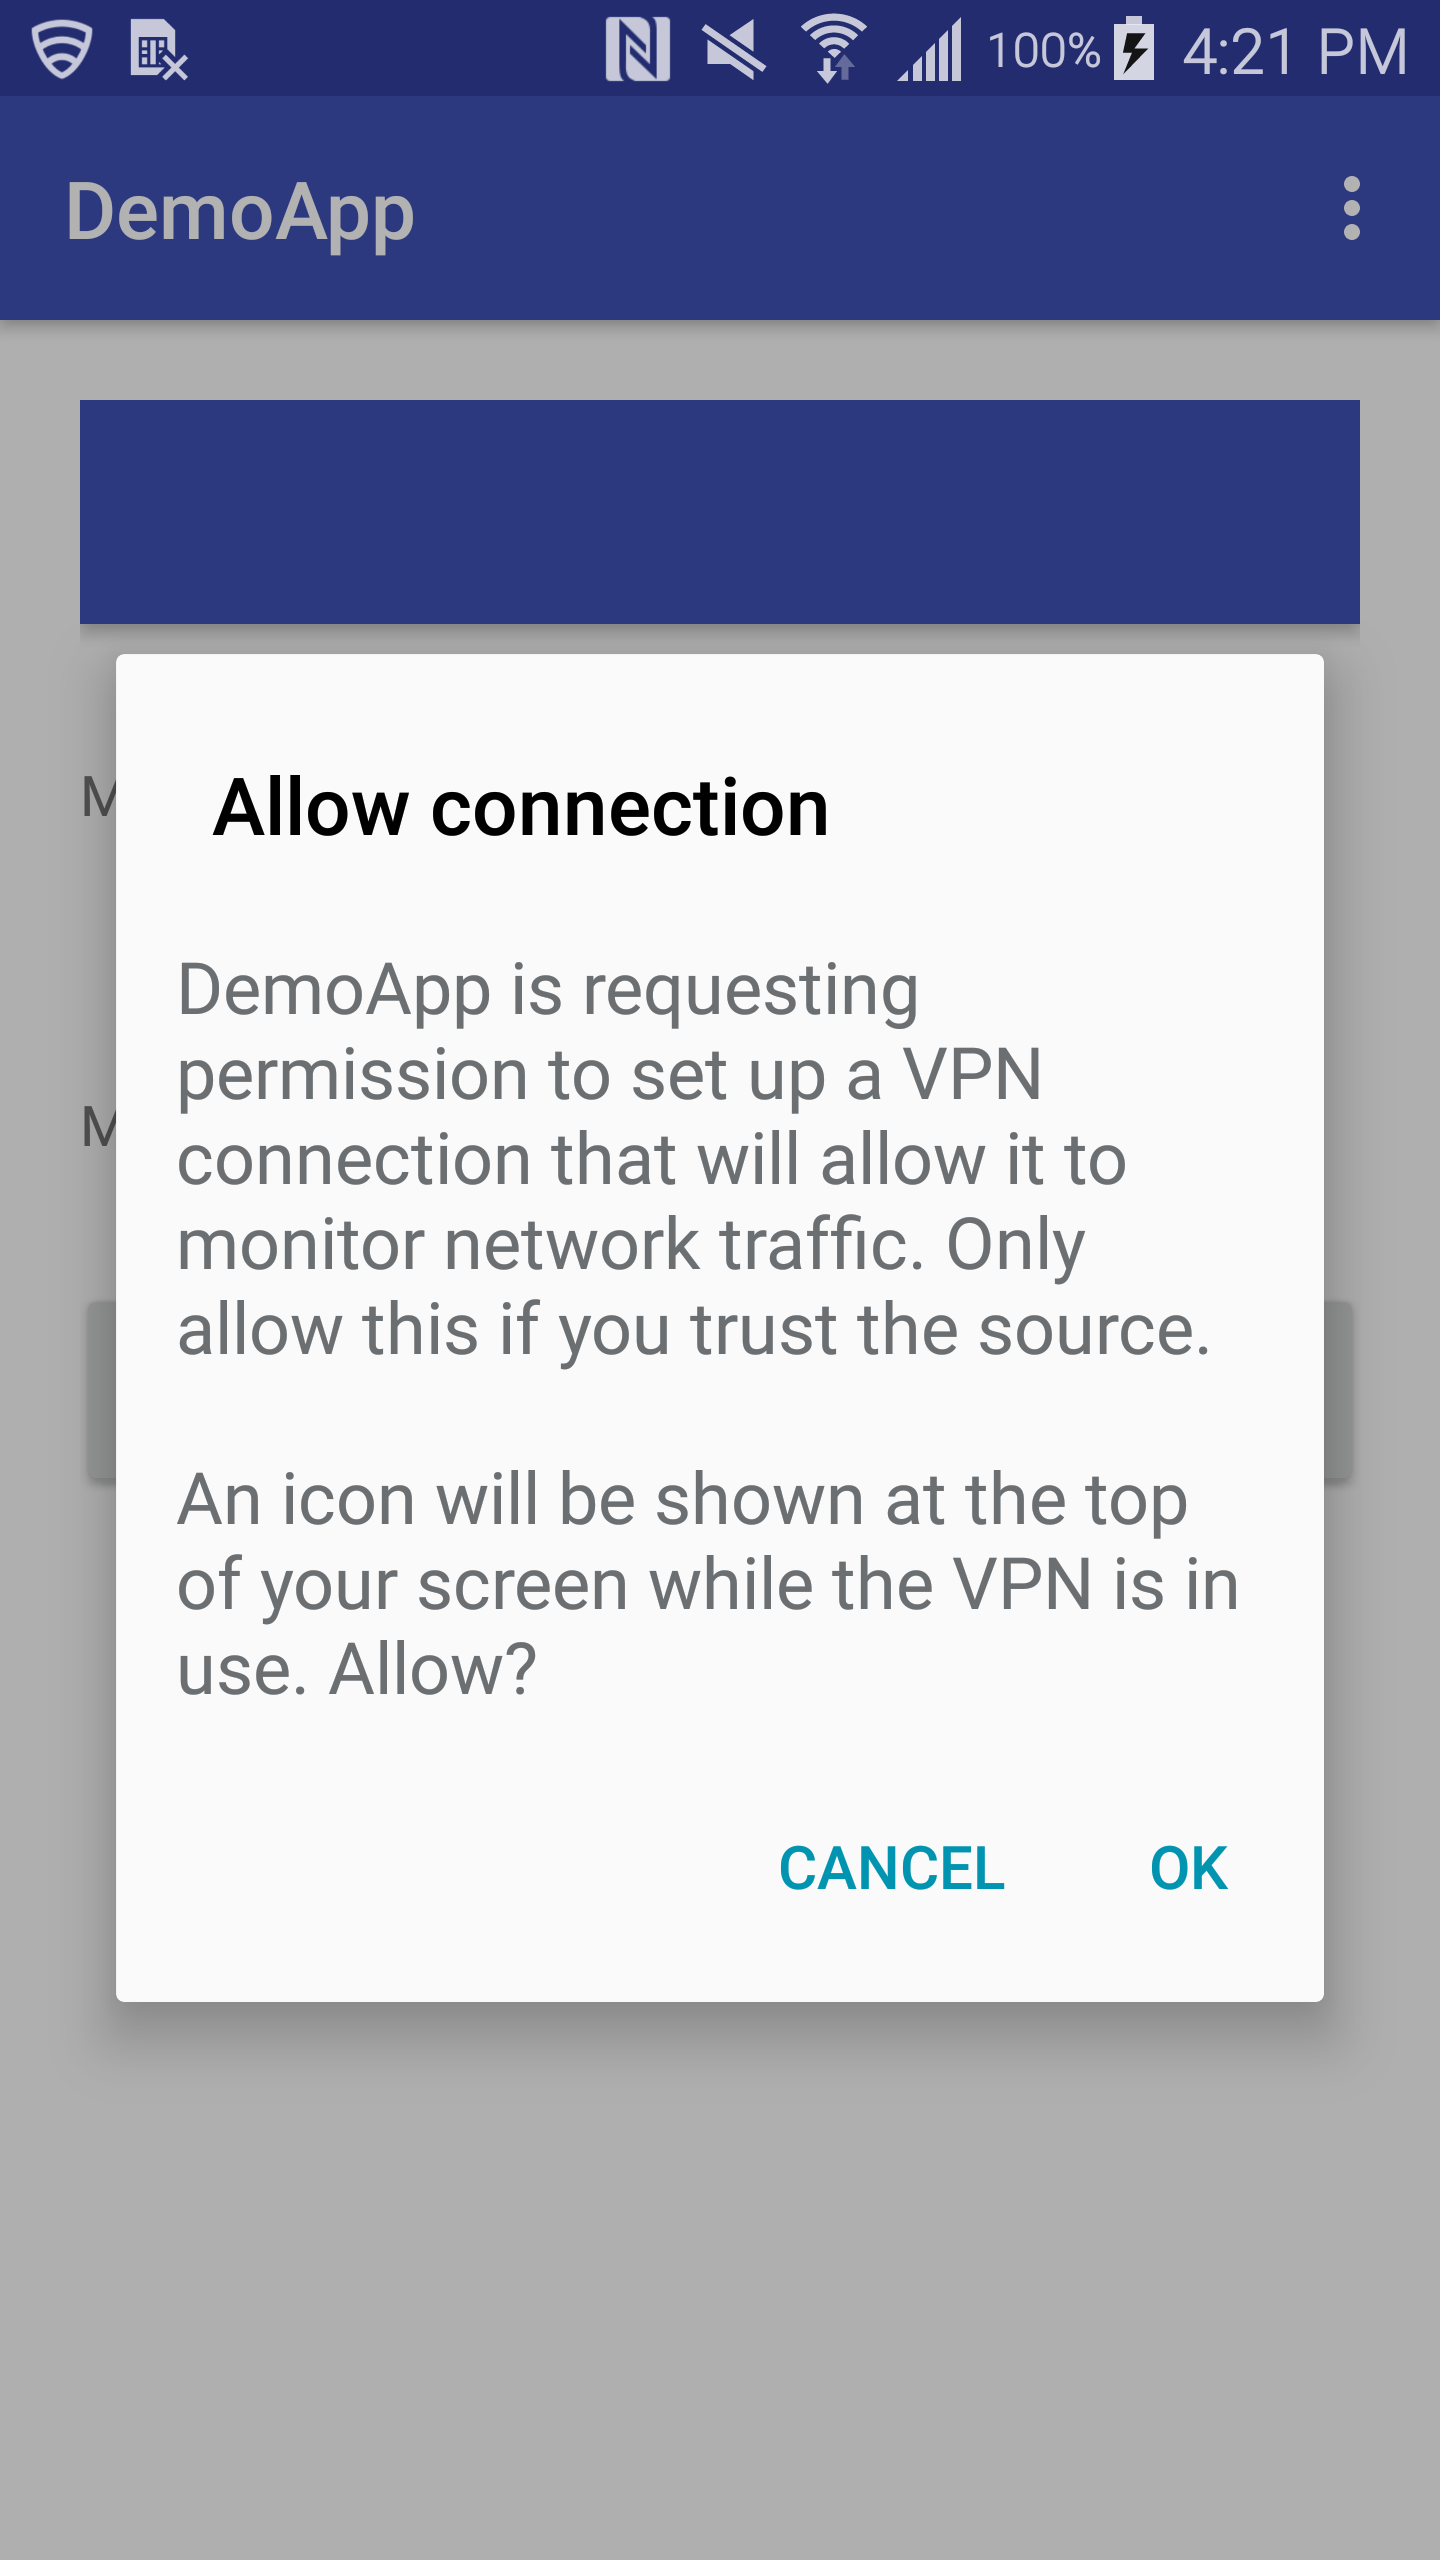 100% 4:21 PM
DemoApp
Allow connection
DemoApp is requesting
permission to set up a VPN
connection that will allow it to
monitor network traffic. Only
allow this if you trust the source.
An icon will be shown at the top
of your screen while the VPN is in
use. Allow?
CANCEL OK